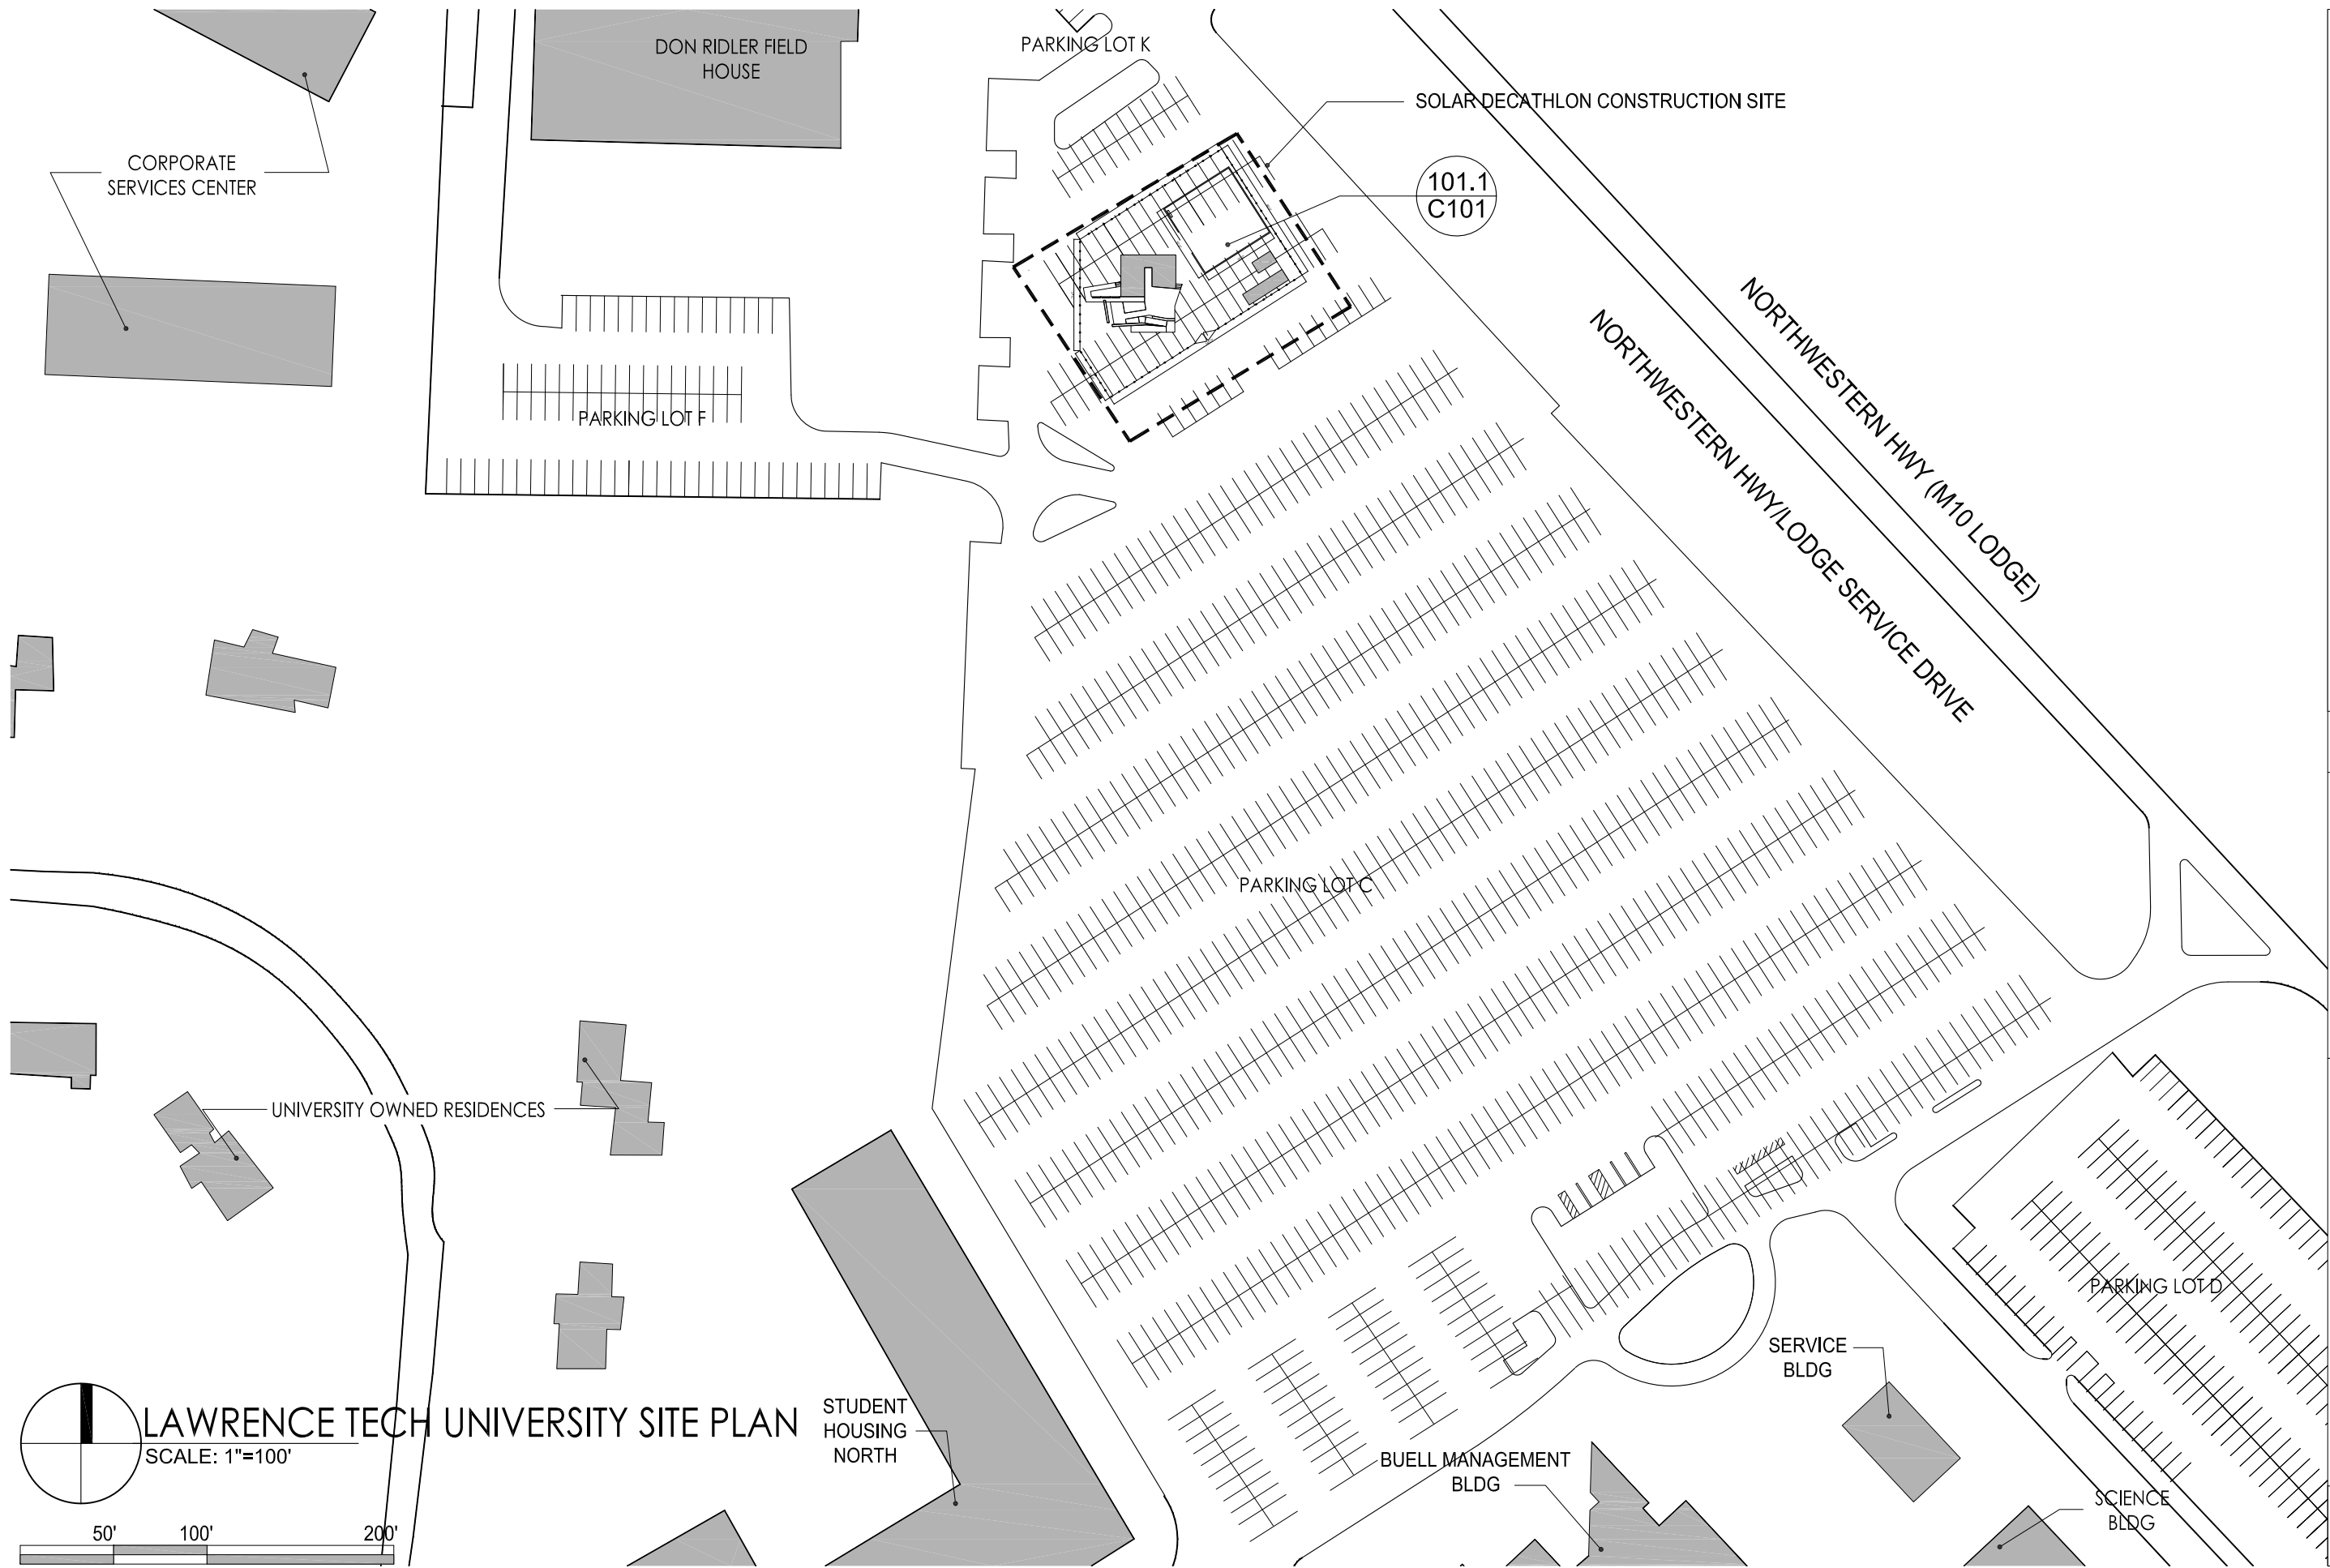 PARKING LOT K
DON RIDLER FIELD
HOUSE
SOLAR DECATHLON CONSTRUCTION SITE
CORPORATE
SERVICES CENTER
101.1
C101
NORTHWESTERN HWY (M10 LODGE)
NORTHWESTERN HWY/LODGE SERVICE DRIVE
PARKING LOT F
PARKING LOT C
UNIVERSITY OWNED RESIDENCES
PARKING LOT D
SERVICE
BLDG
LAWRENCE TECH UNIVERSITY SITE PLAN
SCALE: 1"=100'
STUDENT
HOUSING
NORTH
BUELL MANAGEMENT
BLDG
SCIENCE
BLDG
50' 100' 200'